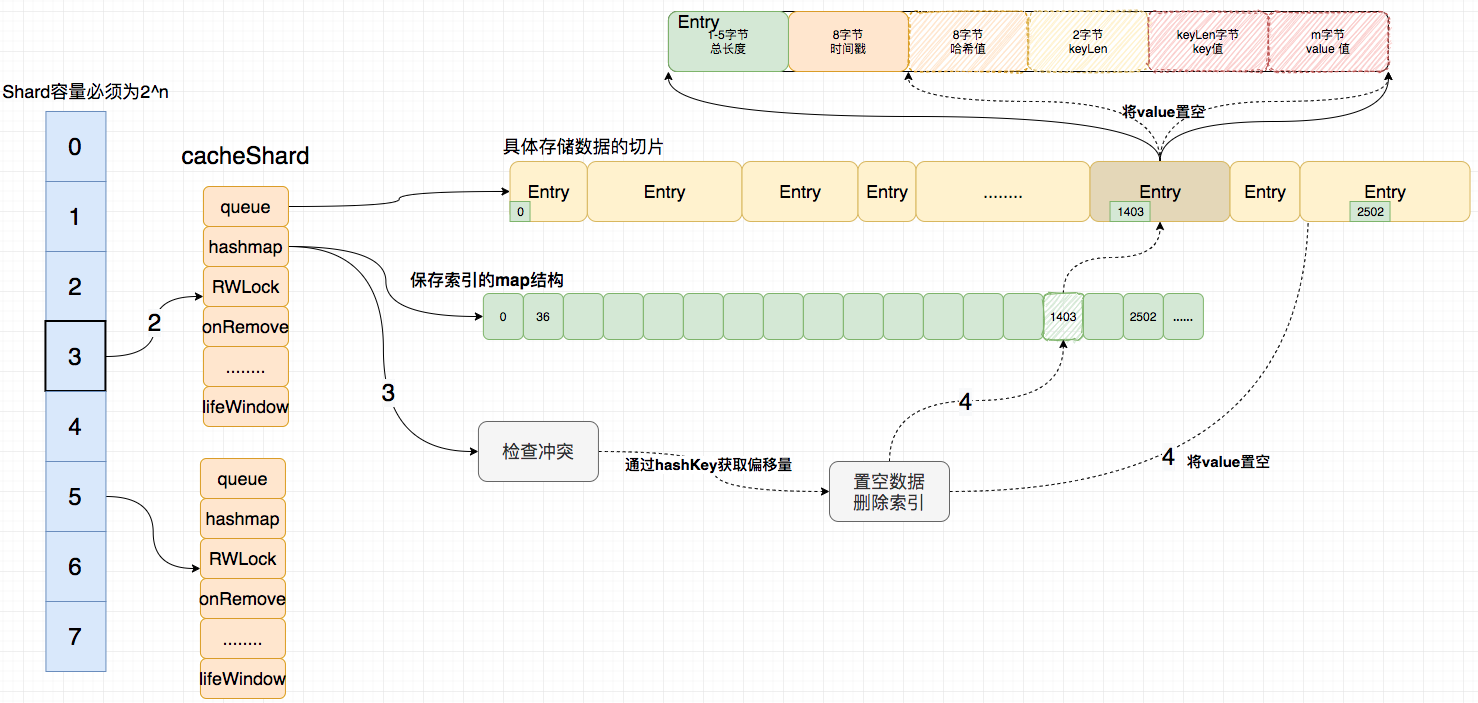 Entry
1-5字节
总长度
8字节
时间戳
8字节
哈希值
2字节
keyLen
keyLen字节
key值
m字节
value 值
Shard容量必须为2^n
将value置空
0
1
2
3
4
5
6
7
cacheShard
queue
hashmap
RWLock
onRemove
........
lifeWindow
queue
hashmap
RWLock
onRemove
........
lifeWindow
2
具体存储数据的切片
Entry
0
Entry
Entry
Entry
........
Entry
1403
Entry
Entry
2502
保存索引的map结构
0
36
1403
2502
......
3
检查冲突
通过hashKey获取偏移量
置空数据
删除索引
4
4
将value置空